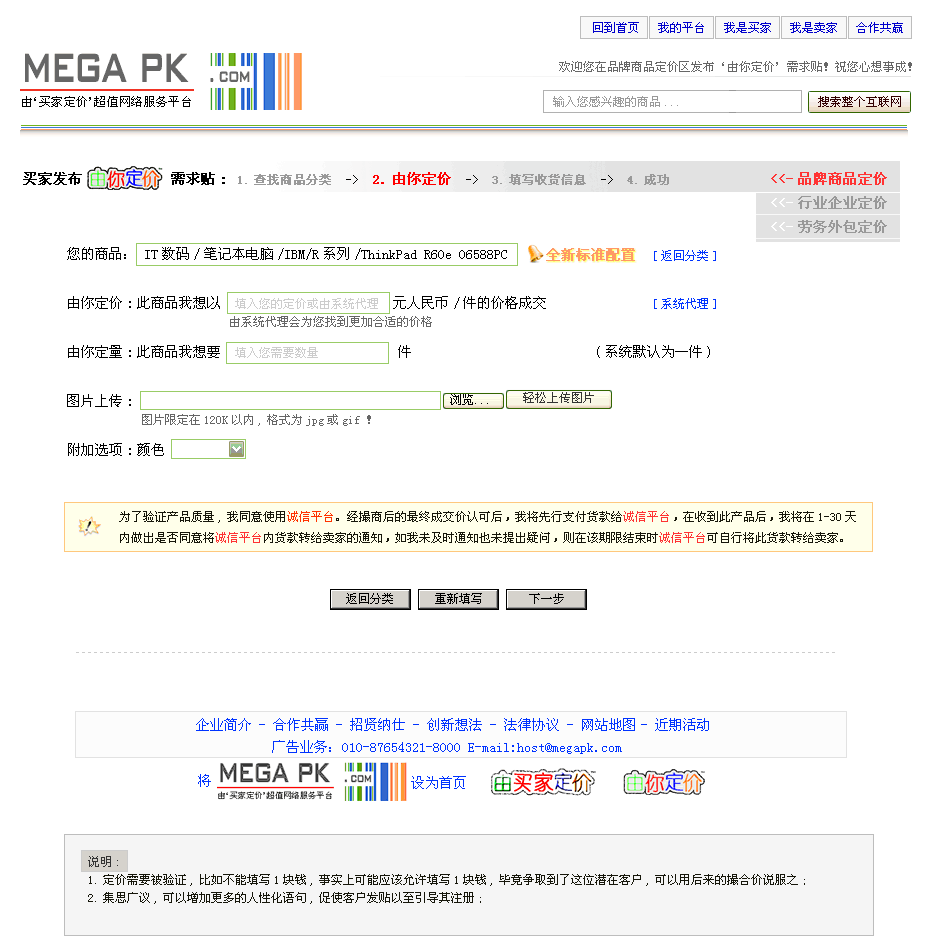 回到首页 我的平台 我是买家 我是卖家 合作共赢
MEGA PK .COM
由‘买家定价’超值网络服务平台
欢迎您在品牌商品定价区发布‘由你定价’需求贴！祝您心想事成！
输入您感兴趣的商品... 搜索整个互联网
买家发布 由你定价 需求贴： 1. 查找商品分类 -> 2. 由你定价 -> 3. 填写收货信息 -> 4. 成功
<<- 品牌商品定价
<<- 行业企业定价
<<- 劳务外包定价
您的商品： IT 数码 / 笔记本电脑 /IBM/R 系列 /ThinkPad R60e 06588PC 全新标准配置 [ 返回分类 ]
由你定价：此商品我想以 填入您的定价或由系统代理 元人民币 /件的价格成交 [ 系统代理 ]
由系统代理会为您找到更加合适的价格
由你定量：此商品我想要 填入您需要数量 件 （系统默认为一件）
图片上传： 浏览... 轻松上传图片
图片限定在 120K 以内，格式为 jpg 或 gif ！
附加选项：颜色
为了验证产品质量，我同意使用诚信平台。经撮商后的最终成交价认可后，我将先行支付货款给诚信平台，在收到此产品后，我将在 1-30 天
内做出是否同意将诚信平台内货款转给卖家的通知，如我未及时通知也未提出疑问，则在该期限结束时诚信平台可自行将此货款转给卖家。
返回分类 重新填写 下一步
企业简介 - 合作共赢 - 招贤纳仕 - 创新想法 - 法律协议 - 网站地图 - 近期活动
广告业务： 010-87654321-8000 E-mail:host@megapk.com
将 MEGA PK .COM 由‘买家定价’超值网络服务平台 设为首页 由买家定价 由你定价
说明：
1. 定价需要被验证，比如不能填写 1 块钱，事实上可能应该允许填写 1 块钱，毕竟争取到了这位潜在客户，可以用后来的撮合价说服之；
2. 集思广议，可以增加更多的人性化语句，促使客户发贴以至引导其注册；